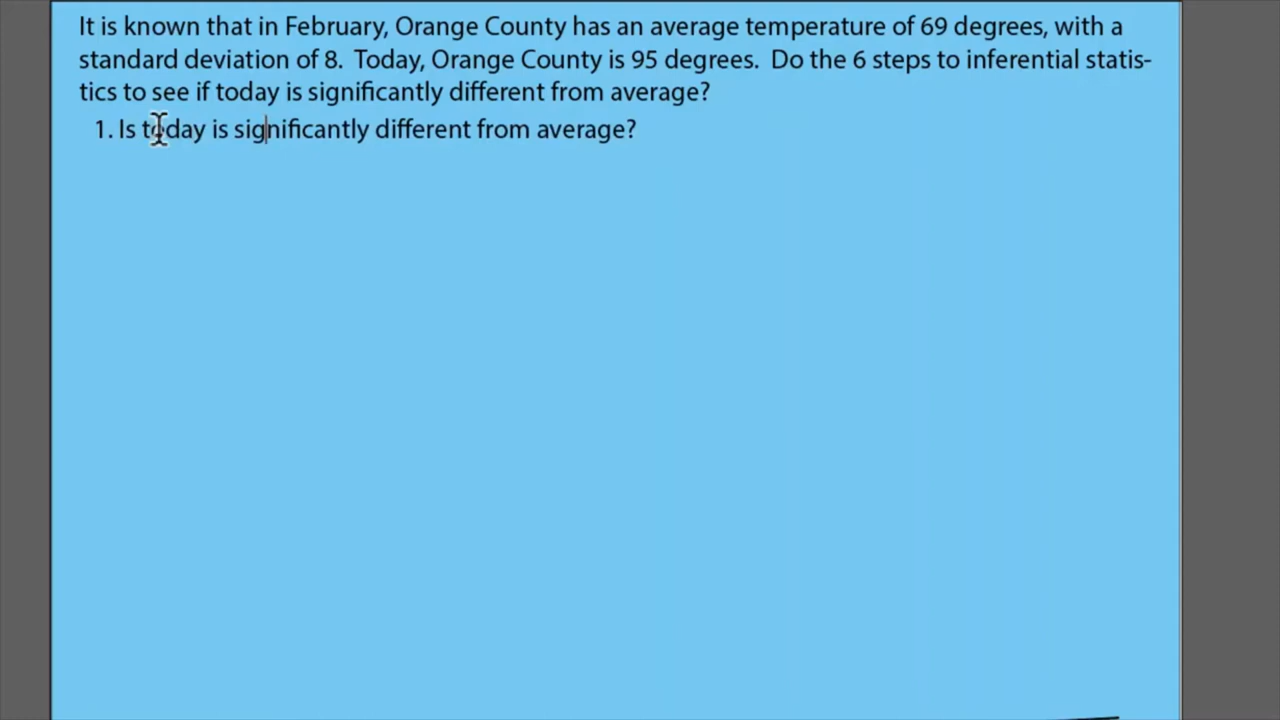 It is known that in February, Orange County has an average temperature of 69 degrees, with a
standard deviation of 8.  Today, Orange County is 95 degrees.  Do the 6 steps to inferential statis-
tics to see if today is significantly different from average?
1. Is today is significantly different from average?